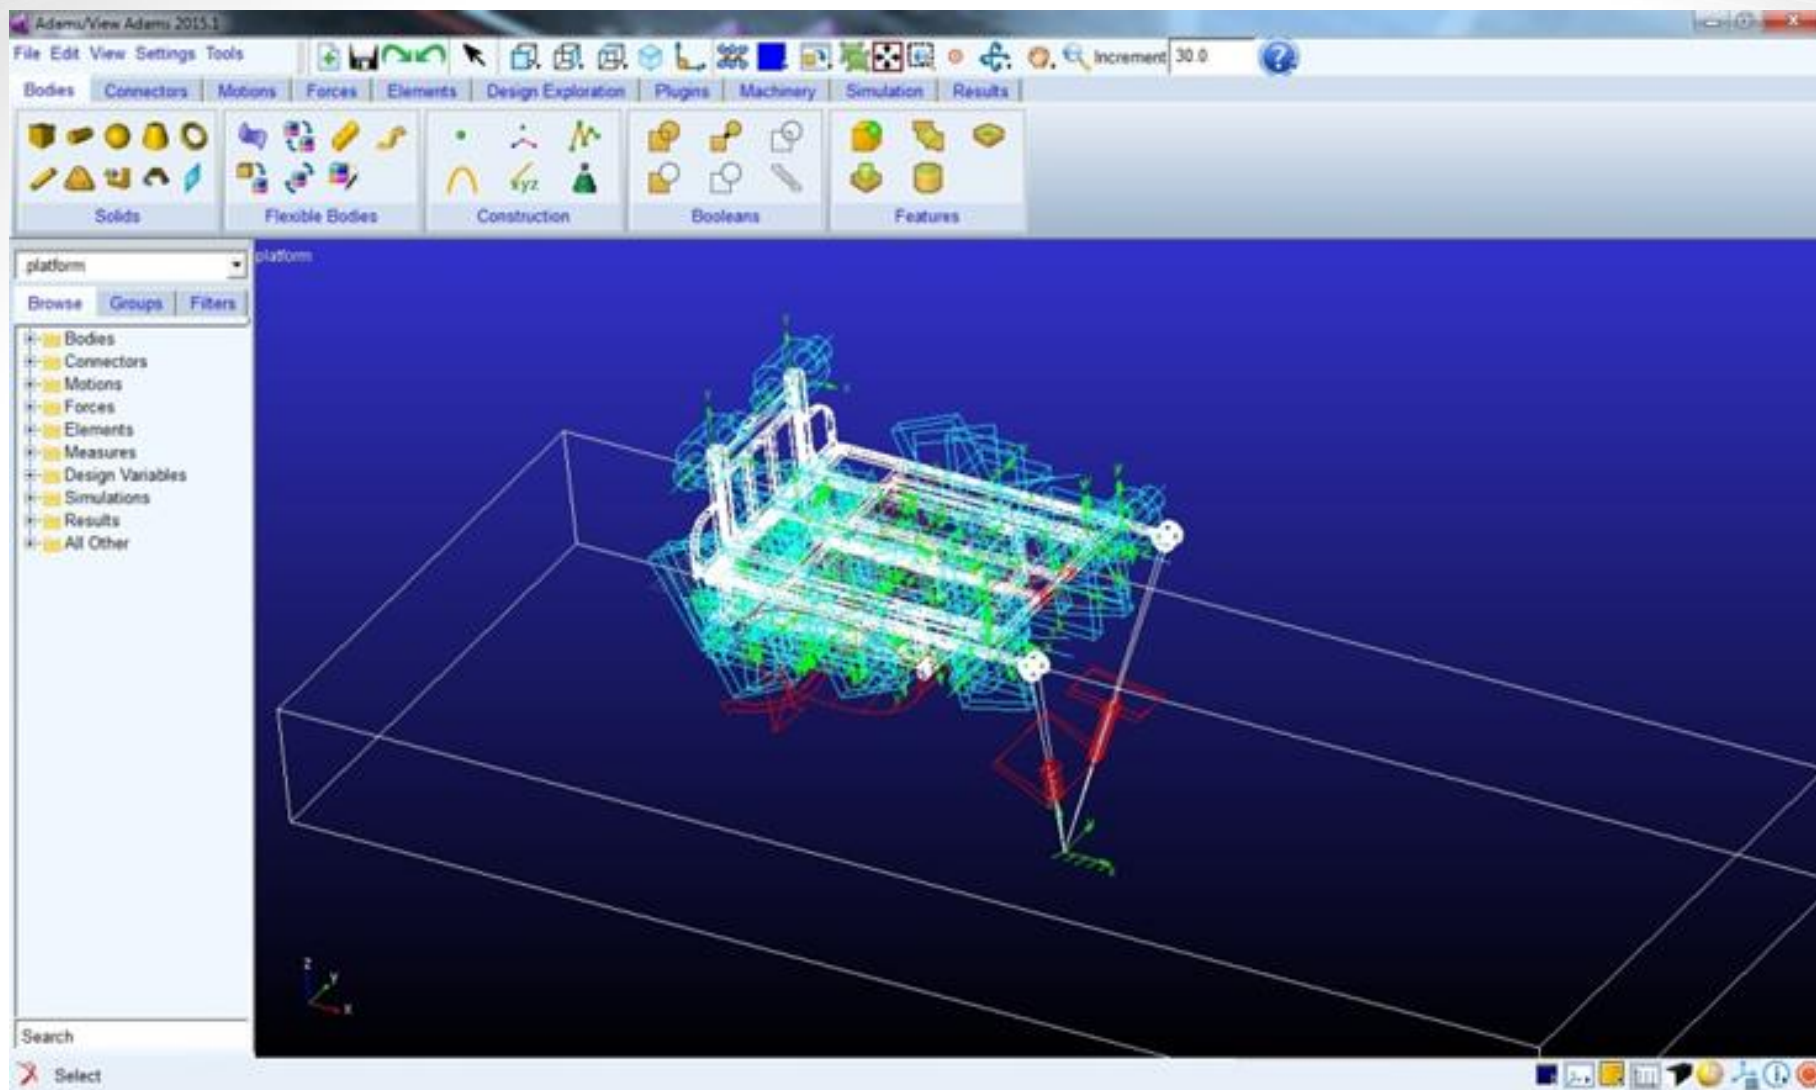 Adams/View Adams 2015.1
File Edit View Settings Tools
Increment 30.0
Bodies Connectors Motions Forces Elements Design Exploration Plugins Machinery Simulation Results
xyz
Solids Flexible Bodies Construction Booleans Features
platform
platform
Browse Groups Filters
Bodies
Connectors
Motions
Forces
Elements
Measures
Design Variables
Simulations
Results
All Other
z
y
x
Search
Select